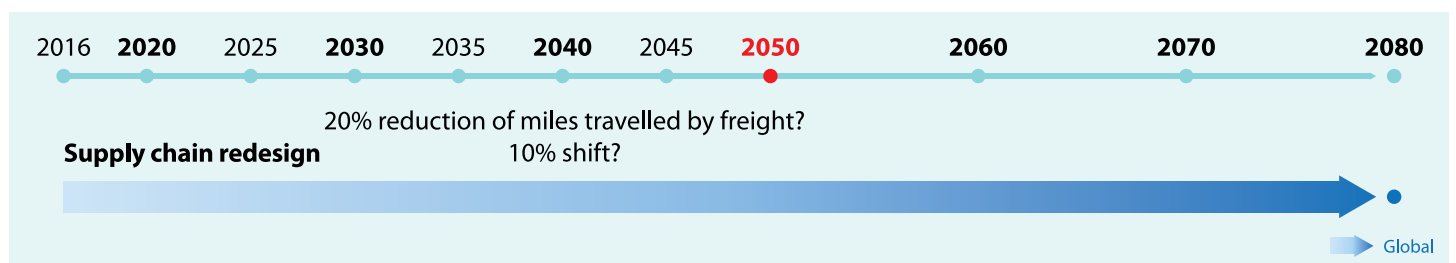 2016 2020 2025 2030 2035 2040 2045 2050 2060 2070 2080
20% reduction of miles travelled by freight?
Supply chain redesign 10% shift?
Global